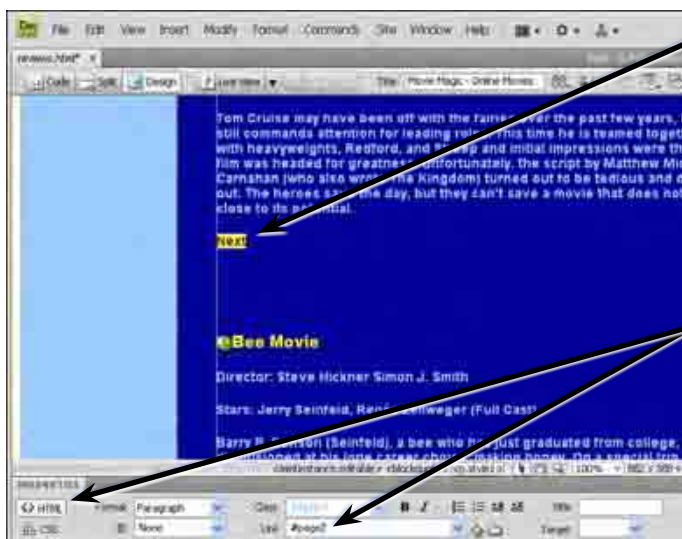 Dw File Edit View Insert Modify Format Commands Site Window Help
reviews.html* x
Code Split Design Live View Title: Movie Magic - Online Movies
Tom Cruise may have been off with the fairies over the past few years,
still commands attention for leading roles. This time he is teamed toget
with heavyweights, Redford, and and initial impressions were th
film was headed for greatness. Unfortunately, the script by Matthew Mic
Carnahan (who also wrote The Kingdom) turned out to be tedious and d
out. The heroes save the day, but they can't save a movie that does not
close to its potential.
Next
Bee Movie
Director: Steve Hickner Simon J. Smith
Stars: Jerry Seinfeld, Renée Zellweger (Full Cast)
Barry B. Benson (Seinfeld), a bee who has just graduated from college,
at his lone career choice making honey. On a special trip
100%
PROPERTIES
<> HTML Format Paragraph Class B I Title
CSS ID None Link #page2 Target